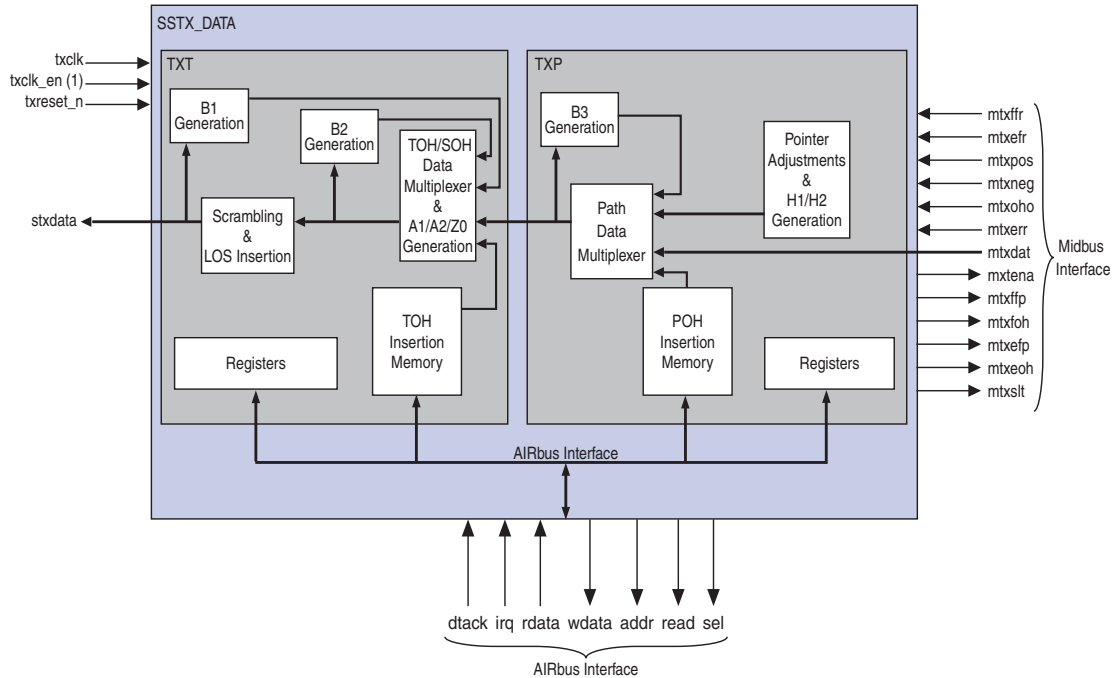 SSTX_DATA
txclk
txclk_en (1)
txreset_n
stxdata
TXT
B1
Generation
B2
Generation
TOH/SOH
Data
Multiplexer
&
A1/A2/Z0
Generation
Scrambling
&
LOS Insertion
TOH
Insertion
Memory
Registers
TXP
B3
Generation
Pointer
Adjustments
&
H1/H2
Generation
Path
Data
Multiplexer
POH
Insertion
Memory
Registers
AIRbus Interface
mtxffr
mtxefr
mtxpos
mtxneg
mtxoho
mtxerr
mtxdat
mxtena
mtxffp
mtxfoh
mtxefp
mtxeoh
mtxslt
Midbus
Interface
dtack irq rdata wdata addr read sel
AIRbus Interface